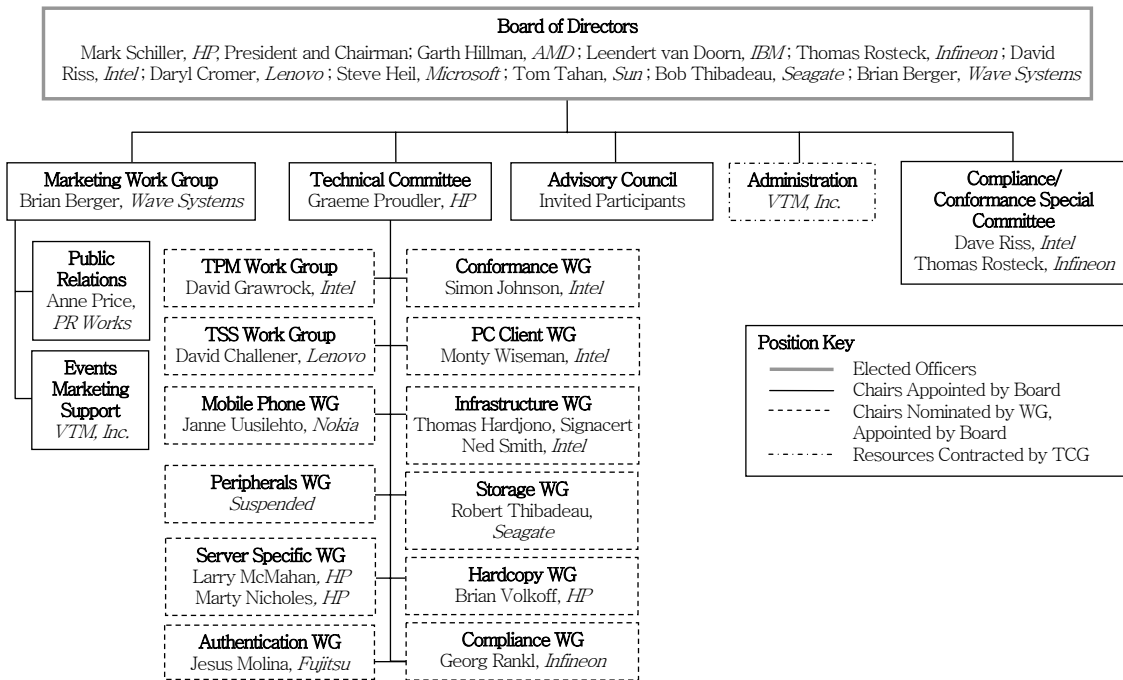 Board of Directors
Mark Schiller, HP, President and Chairman; Garth Hillman, AMD; Leendert van Doorn, IBM; Thomas Rosteck, Infineon; David
Riss, Intel; Daryl Cromer, Lenovo; Steve Heil, Microsoft; Tom Tahan, Sun; Bob Thibadeau, Seagate; Brian Berger, Wave Systems
Marketing Work Group
Brian Berger, Wave Systems
Technical Committee
Graeme Proudler, HP
Advisory Council
Invited Participants
Administration
VTM, Inc.
Compliance/
Conformance Special
Committee
Dave Riss, Intel
Thomas Rosteck, Infineon
Public
Relations
Anne Price,
PR Works
Events
Marketing
Support
VTM, Inc.
TPM Work Group
David Grawrock, Intel
Conformance WG
Simon Johnson, Intel
TSS Work Group
David Challener, Lenovo
PC Client WG
Monty Wiseman, Intel
Mobile Phone WG
Janne Uusilehto, Nokia
Infrastructure WG
Thomas Hardjono, Signacert
Ned Smith, Intel
Peripherals WG
Suspended
Storage WG
Robert Thibadeau,
Seagate
Server Specific WG
Larry McMahan, HP
Marty Nicholes, HP
Hardcopy WG
Brian Volkoff, HP
Authentication WG
Jesus Molina, Fujitsu
Compliance WG
Georg Rankl, Infineon
Position Key
Elected Officers
Chairs Appointed by Board
Chairs Nominated by WG,
Appointed by Board
Resources Contracted by TCG